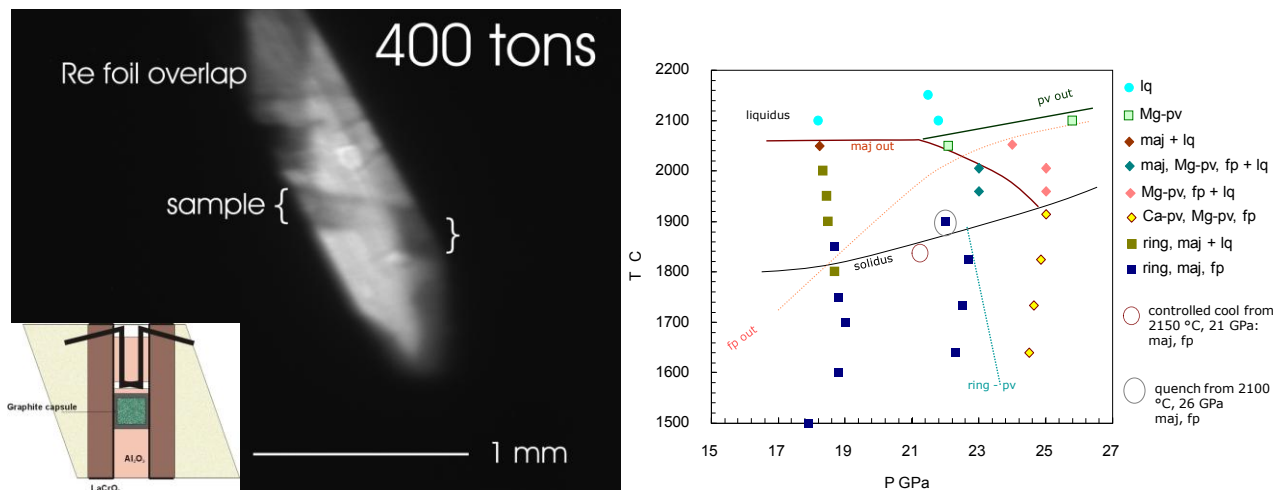 400 tons
Re foil overlap
sample { }
1 mm
Graphite capsule
Al₂O₃
LaCrO
2200
2100
2000
1900
1800
1700
1600
1500
T C
15
17
19
21
23
25
27
P GPa
liquidus
pv out
maj out
solidus
fp out
ring - pv
lq
Mg-pv
maj + lq
maj, Mg-pv, fp + lq
Mg-pv, fp + lq
Ca-pv, Mg-pv, fp
ring, maj + lq
ring, maj, fp
controlled cool from
2150 °C, 21 GPa:
maj, fp
quench from 2100
°C, 26 GPa
maj, fp